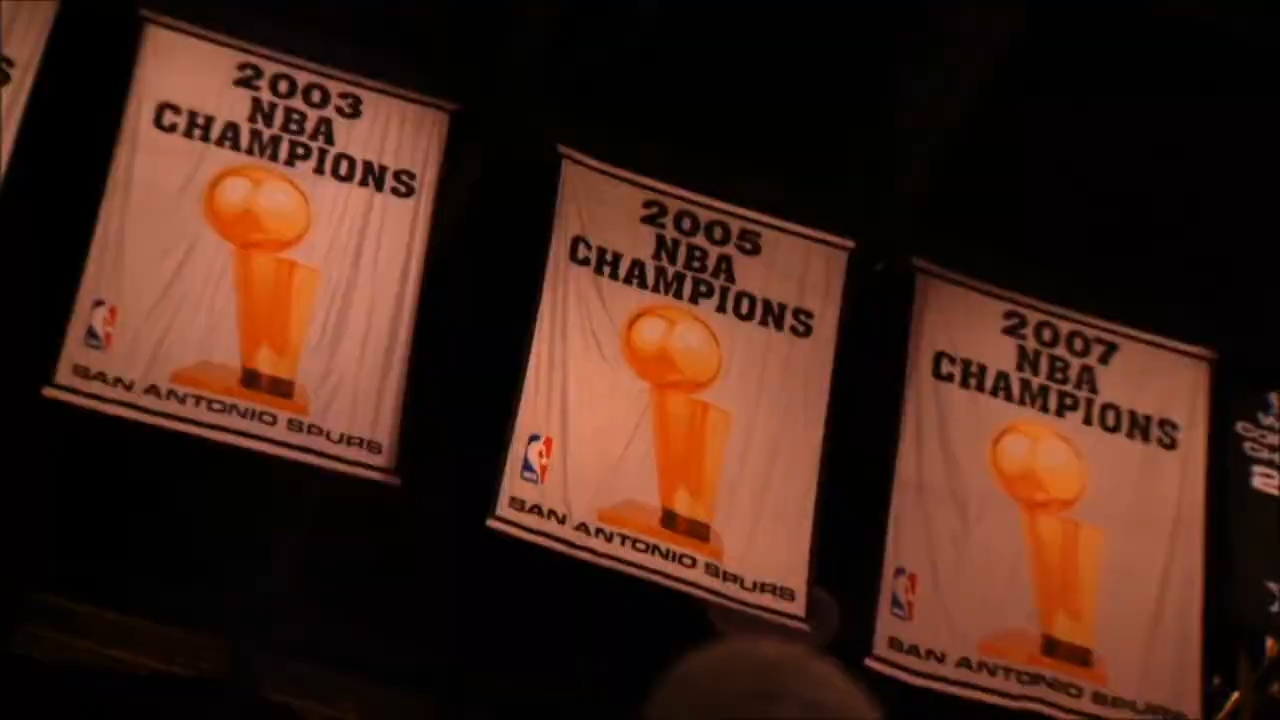 2003
NBA
CHAMPIONS
SAN ANTONIO SPURS
2005
NBA
CHAMPIONS
SAN ANTONIO SPURS
2007
NBA
CHAMPIONS
SAN ANTONIO SPURS